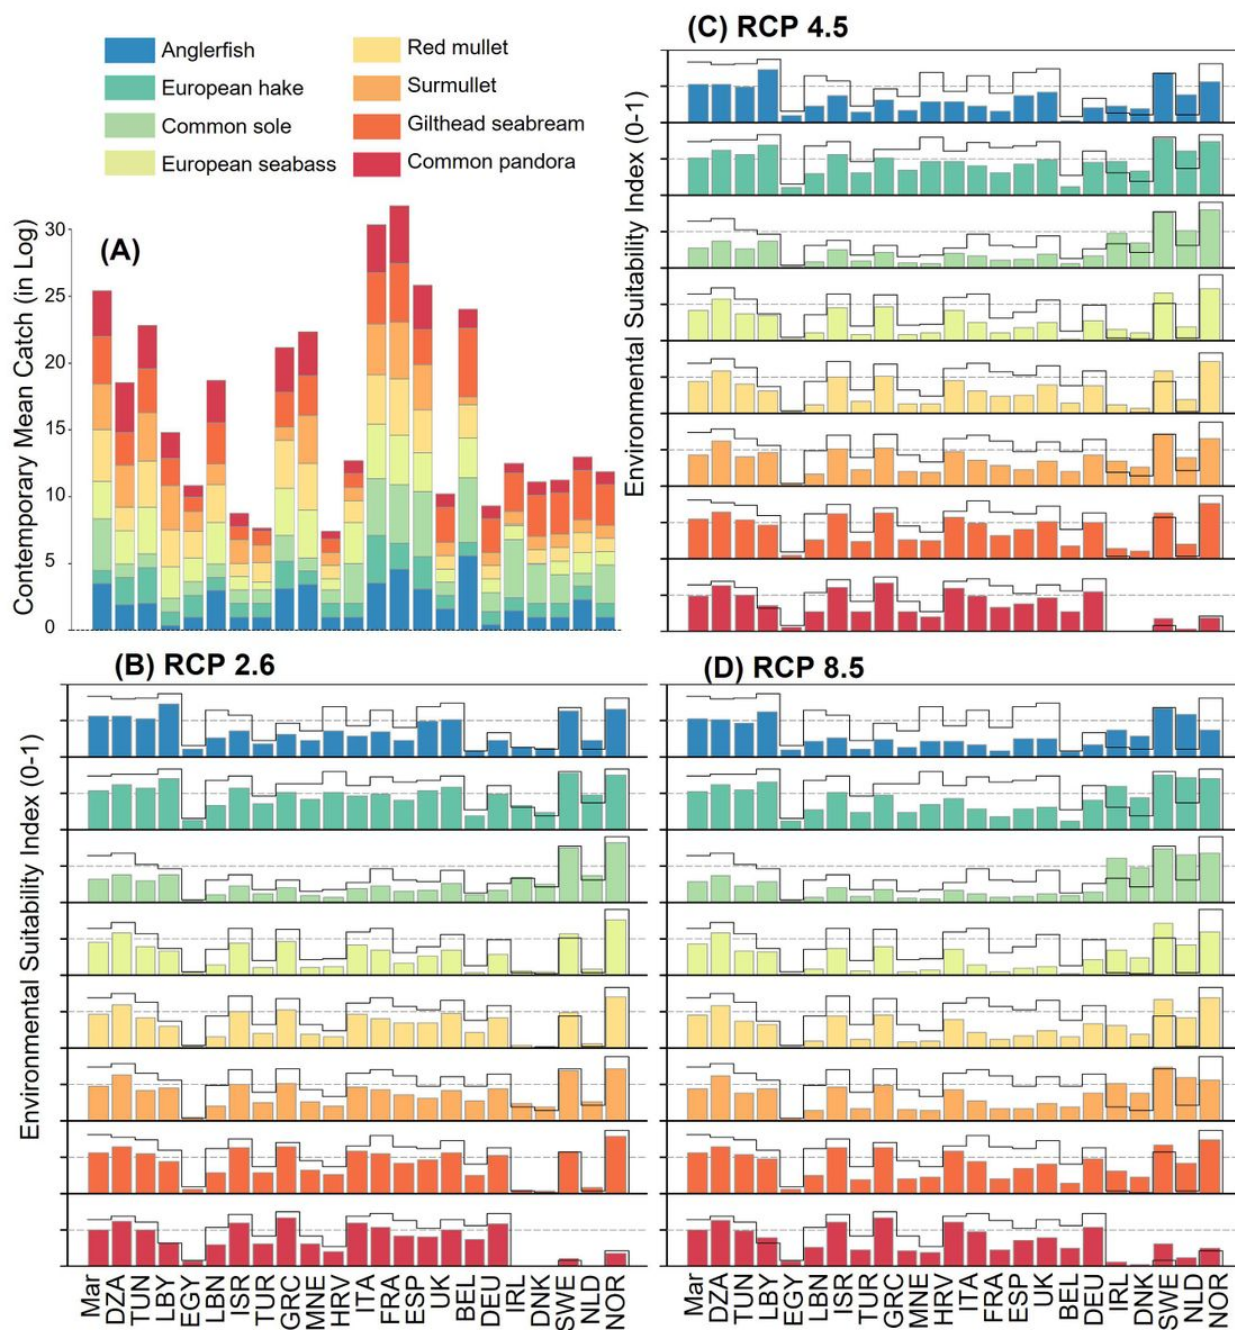 Anglerfish
European hake
Common sole
European seabass
Red mullet
Surmullet
Gilthead seabream
Common pandora
(A)
Contemporary Mean Catch (in Log)
30
25
20
15
10
5
0
(C) RCP 4.5
Environmental Suitability Index (0-1)
(B) RCP 2.6
Environmental Suitability Index (0-1)
Mar DZA TUN LBY EGY LBN ISR TUR GRC MNE HRV ITA FRA ESP UK BEL DEU IRL DNK SWE NLD NOR
(D) RCP 8.5
Mar DZA TUN LBY EGY LBN ISR TUR GRC MNE HRV ITA FRA ESP UK BEL DEU IRL DNK SWE NLD NOR